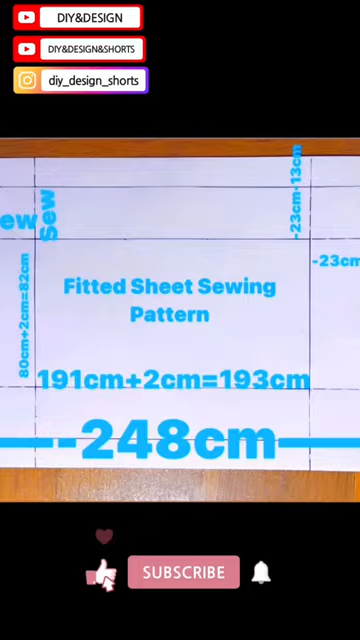 DIY&DESIGN
DIY&DESIGN&SHORTS
diy_design_shorts
-23cm-13cm
ew
Sew
-23cm
80cm+2cm=82cm
Fitted Sheet Sewing
Pattern
191cm+2cm=193cm
-248cm
SUBSCRIBE